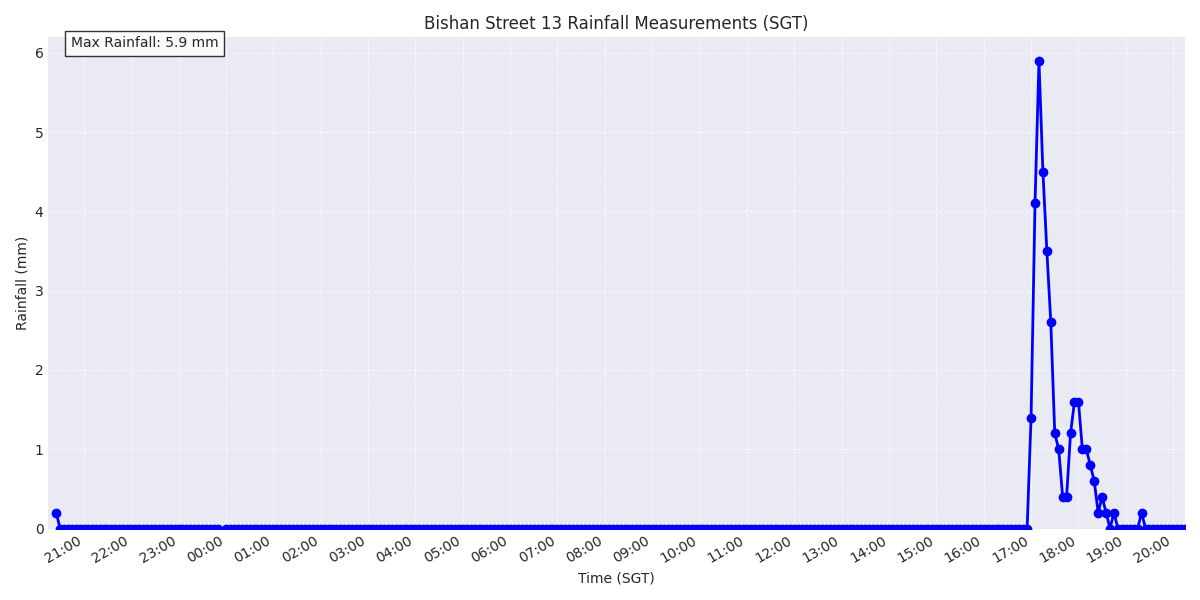 Bishan Street 13 Rainfall Measurements (SGT)
Max Rainfall: 5.9 mm
Rainfall (mm)
6
5
4
3
2
1
0
21:00 22:00 23:00 00:00 01:00 02:00 03:00 04:00 05:00 06:00 07:00 08:00 09:00 10:00 11:00 12:00 13:00 14:00 15:00 16:00 17:00 18:00 19:00 20:00
Time (SGT)